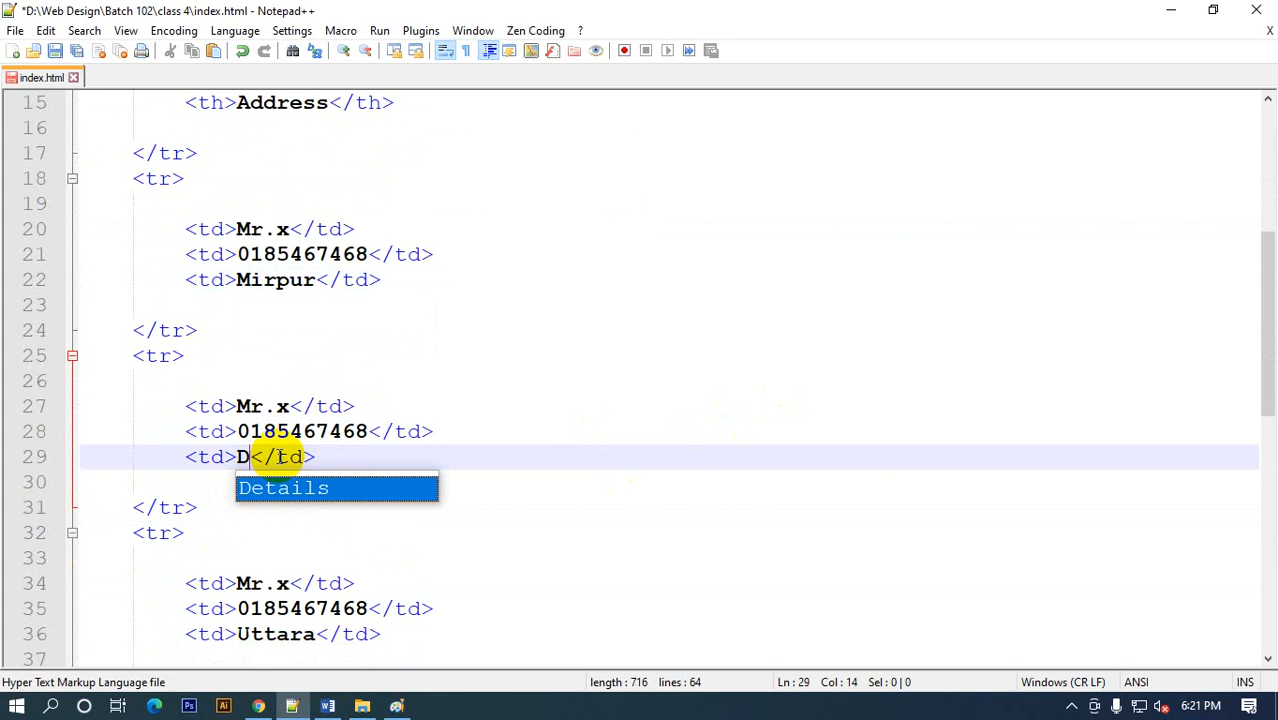 *D:\Web Design\Batch 102\class 4\index.html - Notepad++
File Edit Search View Encoding Language Settings Macro Run Plugins Window Zen Coding ? X
index.html
15 <th>Address</th>
16
17 </tr>
18 <tr>
19
20 <td>Mr.x</td>
21 <td>0185467468</td>
22 <td>Mirpur</td>
23
24 </tr>
25 <tr>
26
27 <td>Mr.x</td>
28 <td>0185467468</td>
29 <td>D</td>
30 Details
31 </tr>
32 <tr>
33
34 <td>Mr.x</td>
35 <td>0185467468</td>
36 <td>Uttara</td>
37
Hyper Text Markup Language file length : 716 lines : 64 Ln : 29 Col : 14 Sel : 0 | 0 Windows (CR LF) ANSI INS
Ps Ai W 6:21 PM